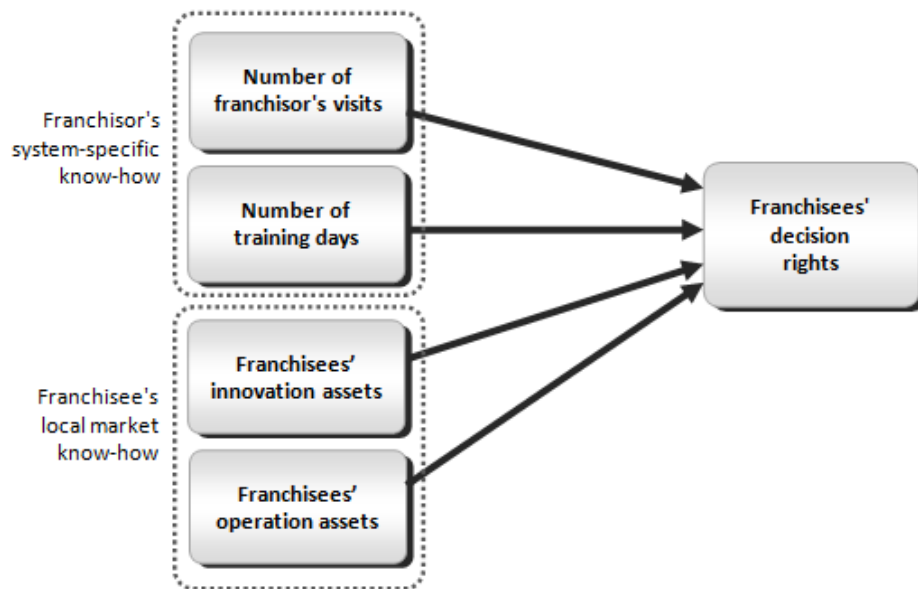 Franchisor's
system-specific
know-how
Number of
franchisor's visits
Number of
training days
Franchisee's
local market
know-how
Franchisees’
innovation assets
Franchisees’
operation assets
Franchisees'
decision
rights